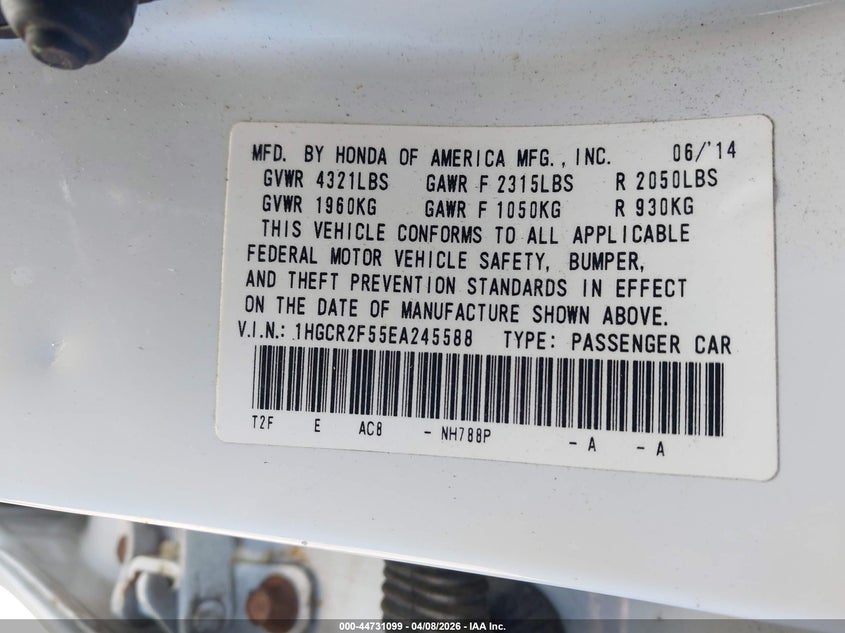 MFD. BY HONDA OF AMERICA MFG., INC. 06/'14
GVWR 4321LBS GAWR F 2315LBS R 2050LBS
GVWR 1960KG GAWR F 1050KG R 930KG
THIS VEHICLE CONFORMS TO ALL APPLICABLE
FEDERAL MOTOR VEHICLE SAFETY, BUMPER,
AND THEFT PREVENTION STANDARDS IN EFFECT
ON THE DATE OF MANUFACTURE SHOWN ABOVE.
V.I.N.: 1HGCR2F55EA245588 TYPE: PASSENGER CAR
T2F E AC8 - NH788P - A - A
000-44731099 04/08/2026 - IAA Inc.